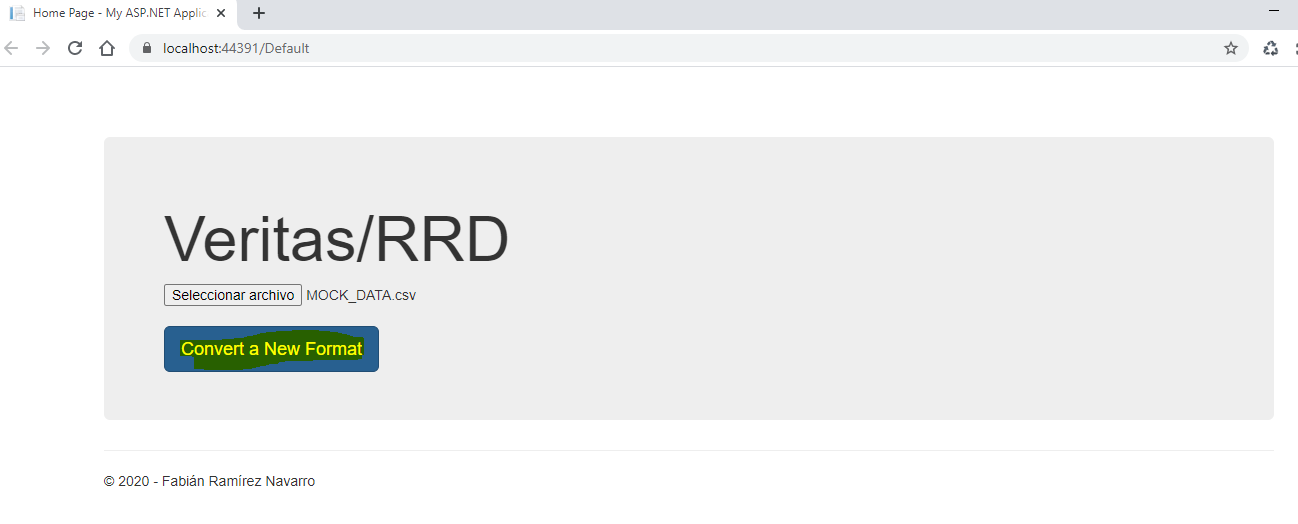 Home Page - My ASP.NET Applic
localhost:44391/Default
Veritas/RRD
Seleccionar archivo MOCK_DATA.csv
Convert a New Format
© 2020 - Fabián Ramírez Navarro